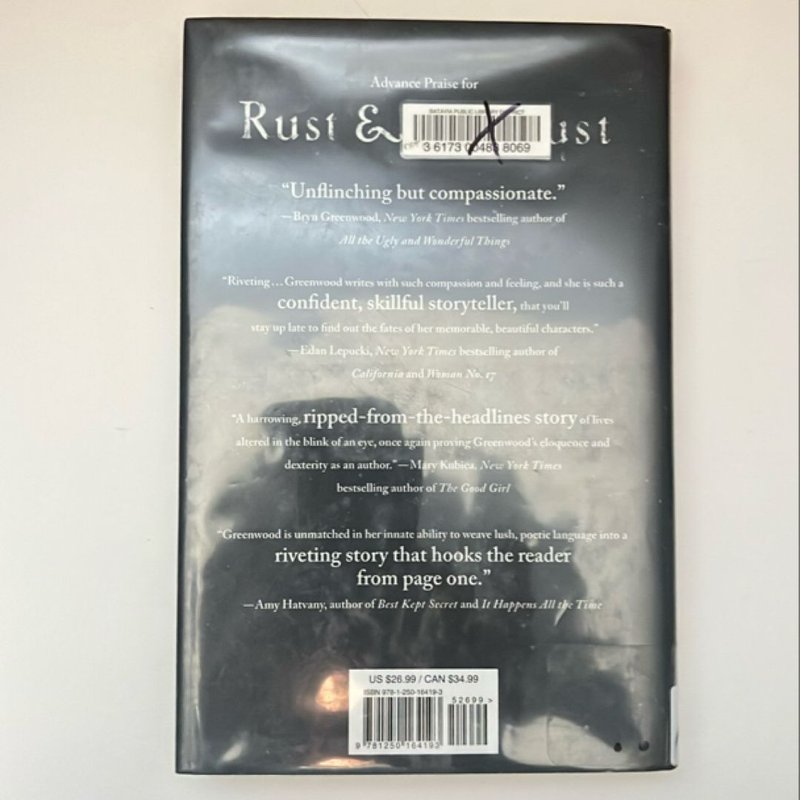 Advance Praise for
Rust & ust
BATAVIA PUBLIC LIBRARY DISTRICT
3 6173 00488 8069
“Unflinching but compassionate.”
—Bryn Greenwood, New York Times bestselling author of
All the Ugly and Wonderful Things
“Riveting…Greenwood writes with such compassion and feeling, and she is such a
confident, skillful storyteller, that you’ll
stay up late to find out the fates of her memorable, beautiful characters.”
—Edan Lepucki, New York Times bestselling author of
California and Woman No. 17
“A harrowing, ripped-from-the-headlines story of lives
altered in the blink of an eye, once again proving Greenwood’s eloquence and
dexterity as an author.”—Mary Kubica, New York Times
bestselling author of The Good Girl
“Greenwood is unmatched in her innate ability to weave lush, poetic language into a
riveting story that hooks the reader
from page one.”
—Amy Hatvany, author of Best Kept Secret and It Happens All the Time
US $26.99 / CAN $34.99
ISBN 978-1-250-16419-3
52699>
9 781250 164193